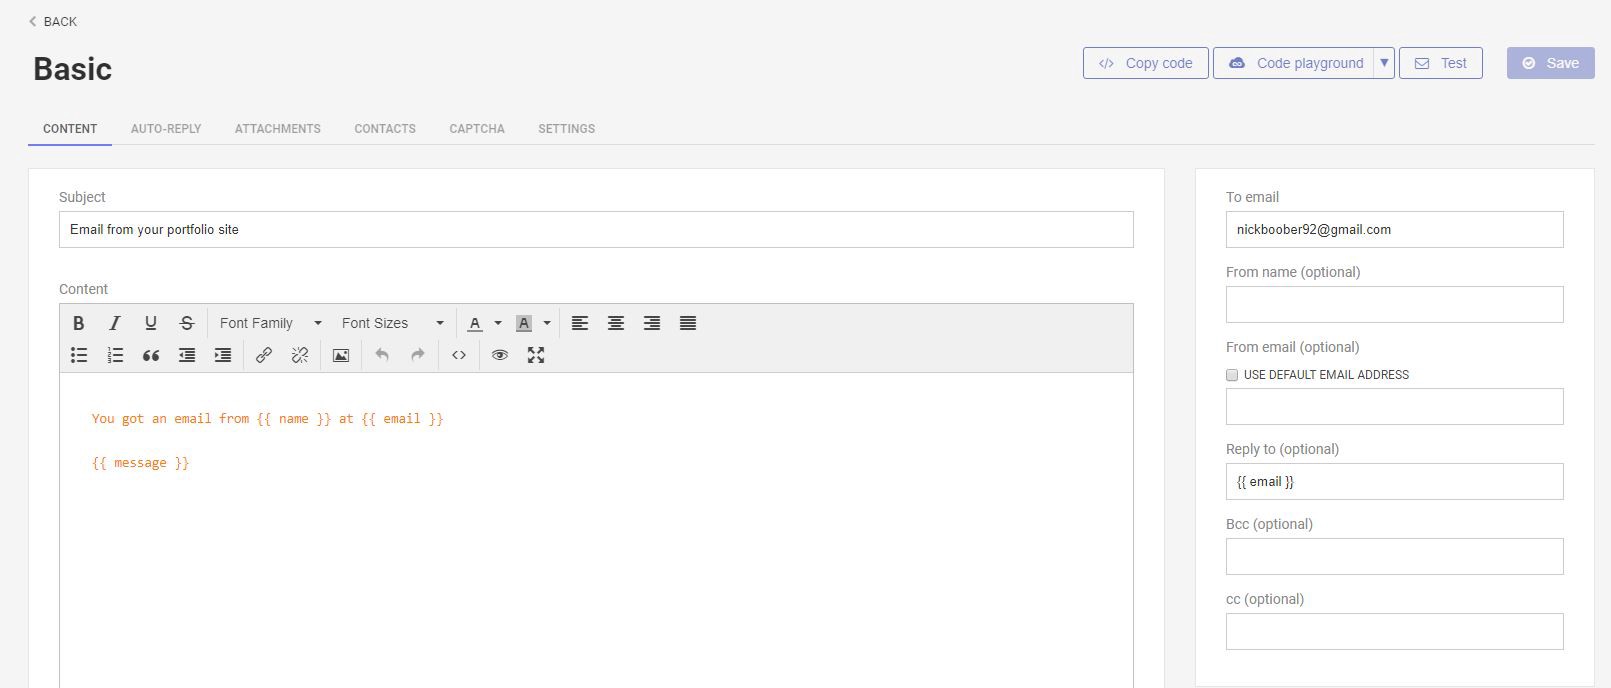 BACK
Basic
</> Copy code
Code playground
Test
Save
CONTENT AUTO-REPLY ATTACHMENTS CONTACTS CAPTCHA SETTINGS
Subject
Email from your portfolio site
Content
B I U S Font Family Font Sizes A A
<>
You got an email from {{ name }} at {{ email }}
{{ message }}
To email
nickboober92@gmail.com
From name (optional)
From email (optional)
USE DEFAULT EMAIL ADDRESS
Reply to (optional)
{{ email }}
Bcc (optional)
cc (optional)